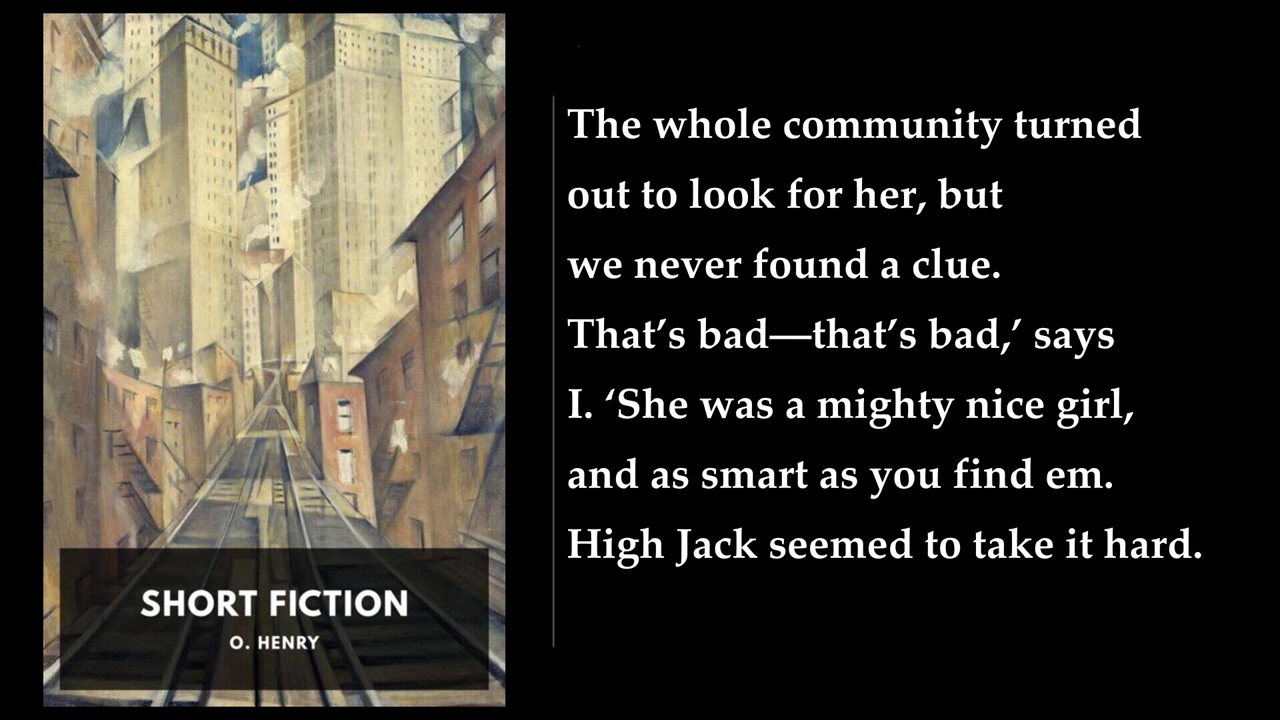 SHORT FICTION
O. HENRY
The whole community turned
out to look for her, but
we never found a clue.
That’s bad—that’s bad,’ says
I. ‘She was a mighty nice girl,
and as smart as you find em.
High Jack seemed to take it hard.